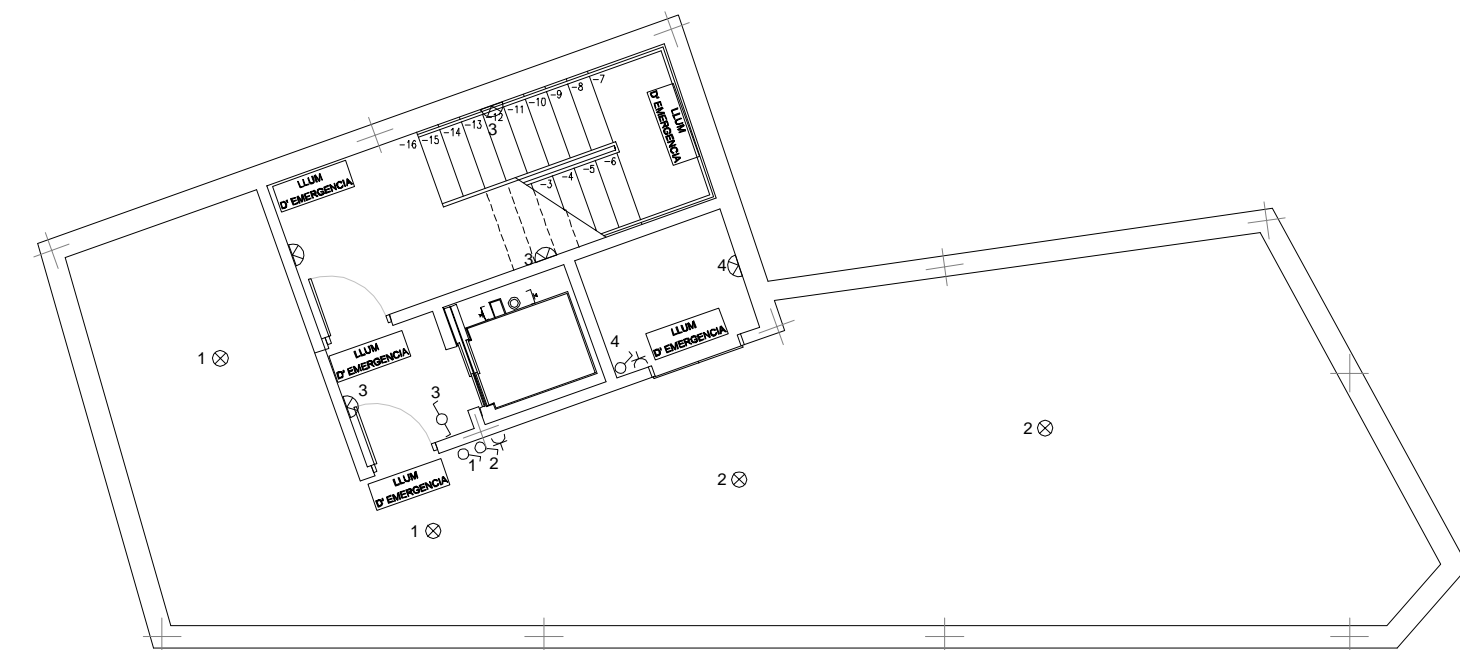 -7
-8
-9
-10
-11
-12
-13
-14
-15
-16
3
LLUM
D' EMERGENCIA
LLUM
D' EMERGENCIA
-6
-5
-4
-3
3
4
LLUM
D' EMERGENCIA
4
LLUM
D' EMERGENCIA
1
3
3
2
1
2
LLUM
D' EMERGENCIA
2
1